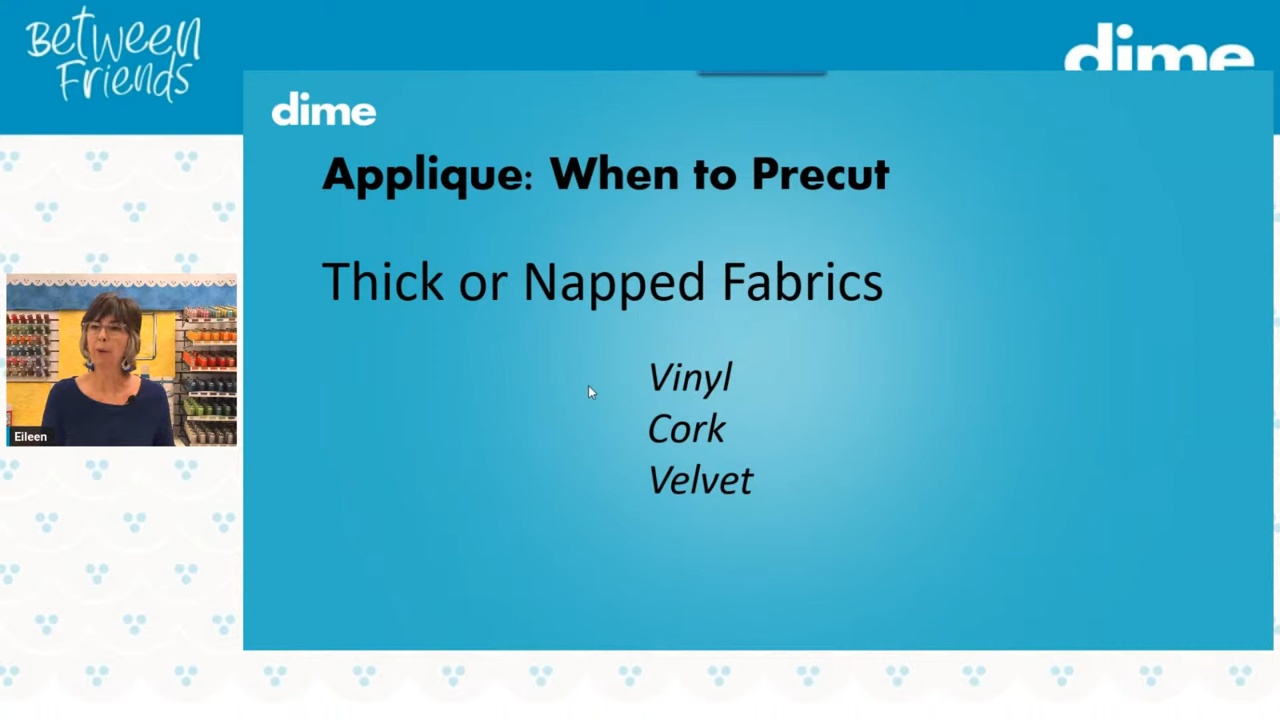 Between
Friends
dime
dime
Applique: When to Precut
Thick or Napped Fabrics
Vinyl
Cork
Velvet
Eileen